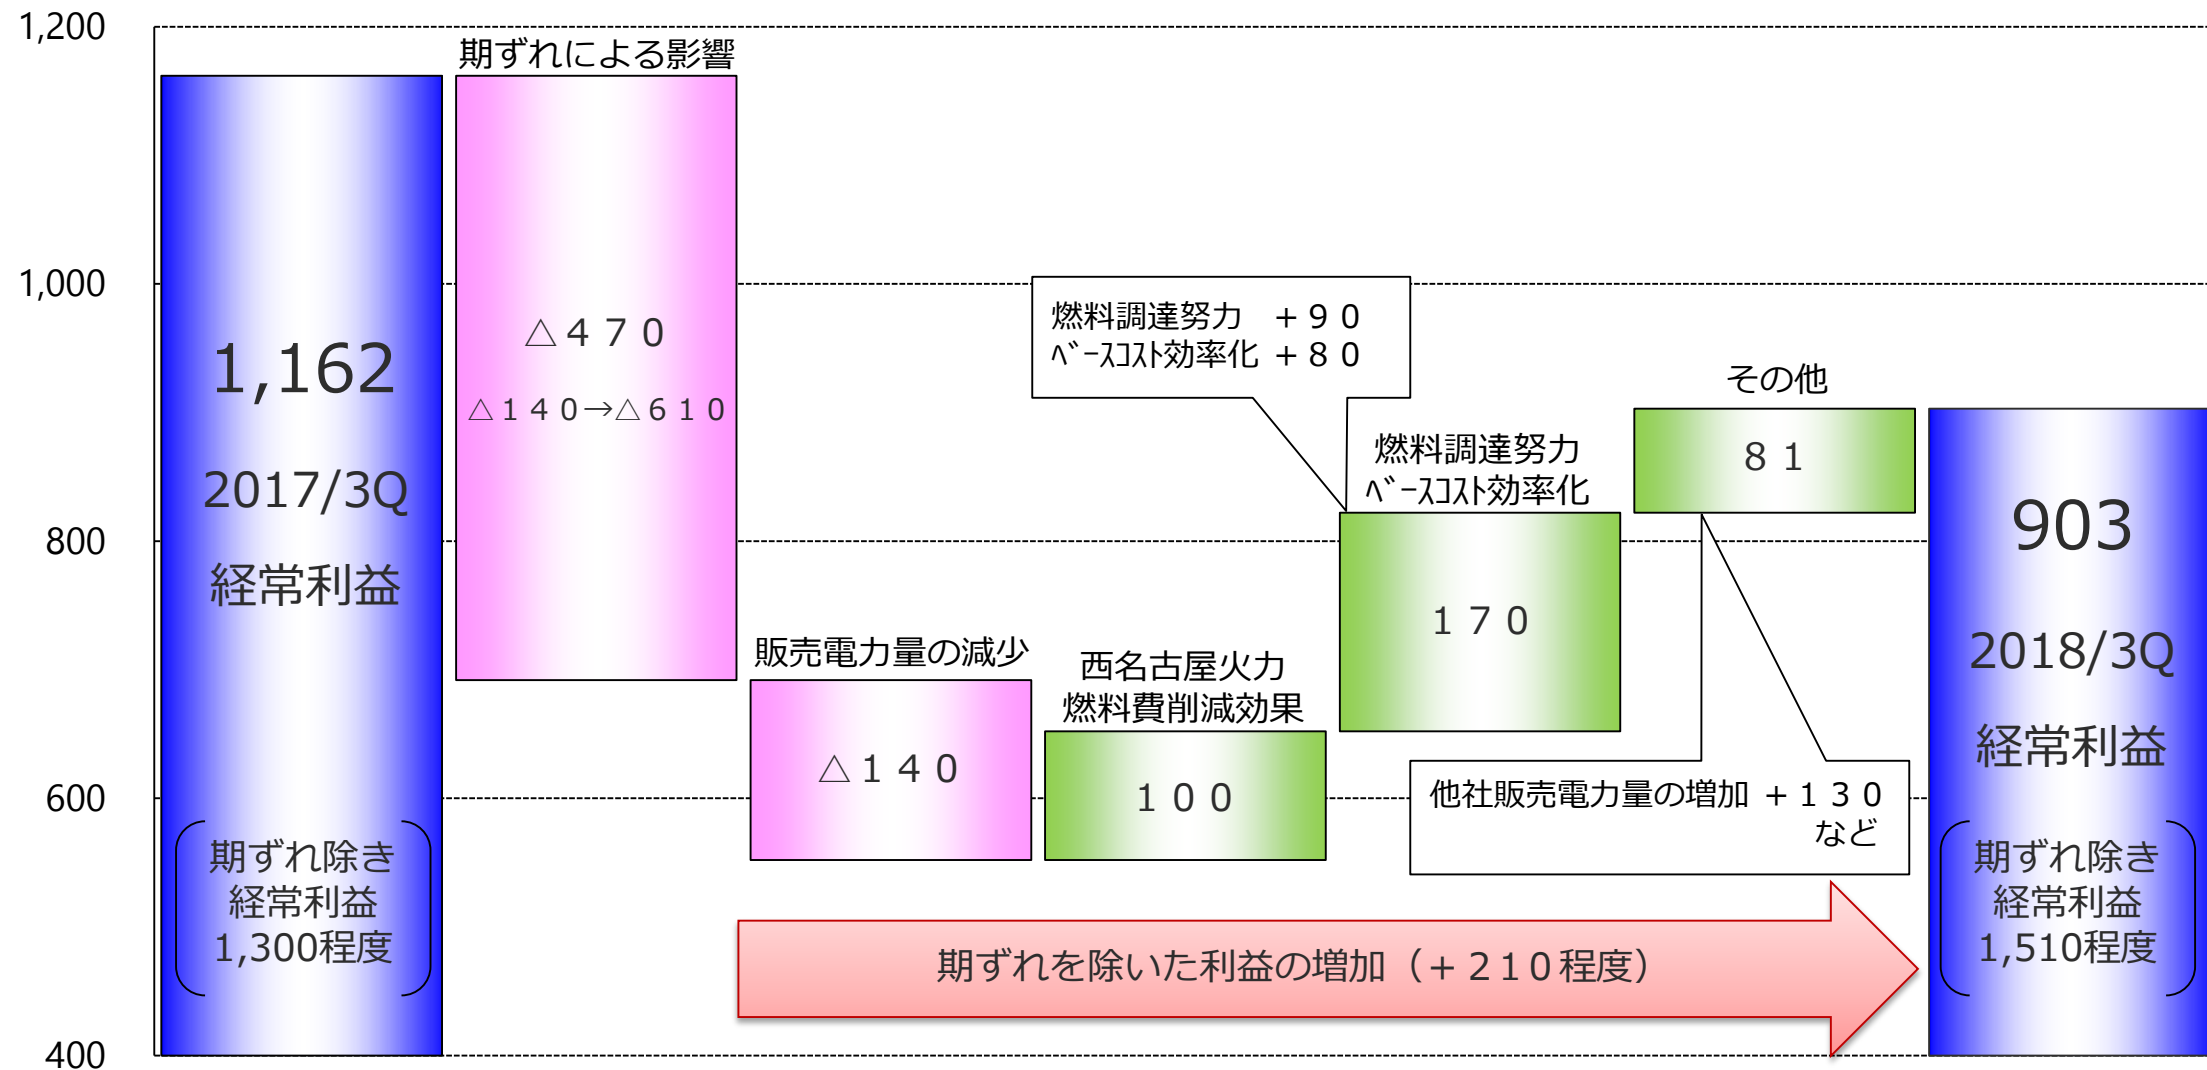 1,200
1,000
800
600
400
1,162
2017/3Q
経常利益
期ずれ除き
経常利益
1,300程度
期ずれによる影響
△４７０
△１４０→△６１０
販売電力量の減少
△１４０
西名古屋火力
燃料費削減効果
１００
燃料調達努力　＋９０
ﾍﾞｰｽｺｽﾄ効率化 ＋８０
燃料調達努力
ﾍﾞｰｽｺｽﾄ効率化
１７０
その他
８１
他社販売電力量の増加 ＋１３０
など
期ずれを除いた利益の増加（＋２１０程度）
903
2018/3Q
経常利益
期ずれ除き
経常利益
1,510程度